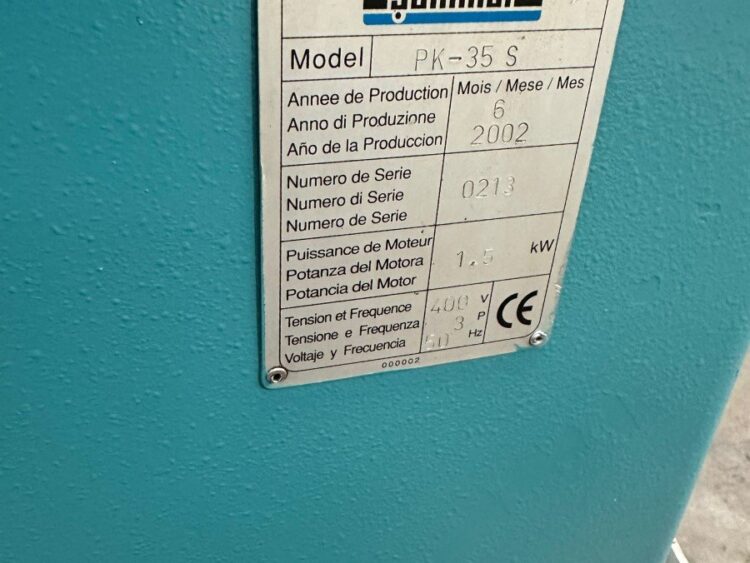 Model PK-35 S
Annee de Production Mois / Mese / Mes
Anno di Produzione 6
Año de la Produccion 2002
Numero de Serie
Numero di Serie 0213
Numero de Serie
Puissance de Moteur
Potanza del Motora 1.5 kW
Potancia del Motor
Tension et Frequence 400 V
Tensione e Frequenza 3 P
Voltaje y Frecuencia 50 Hz
CE
000002